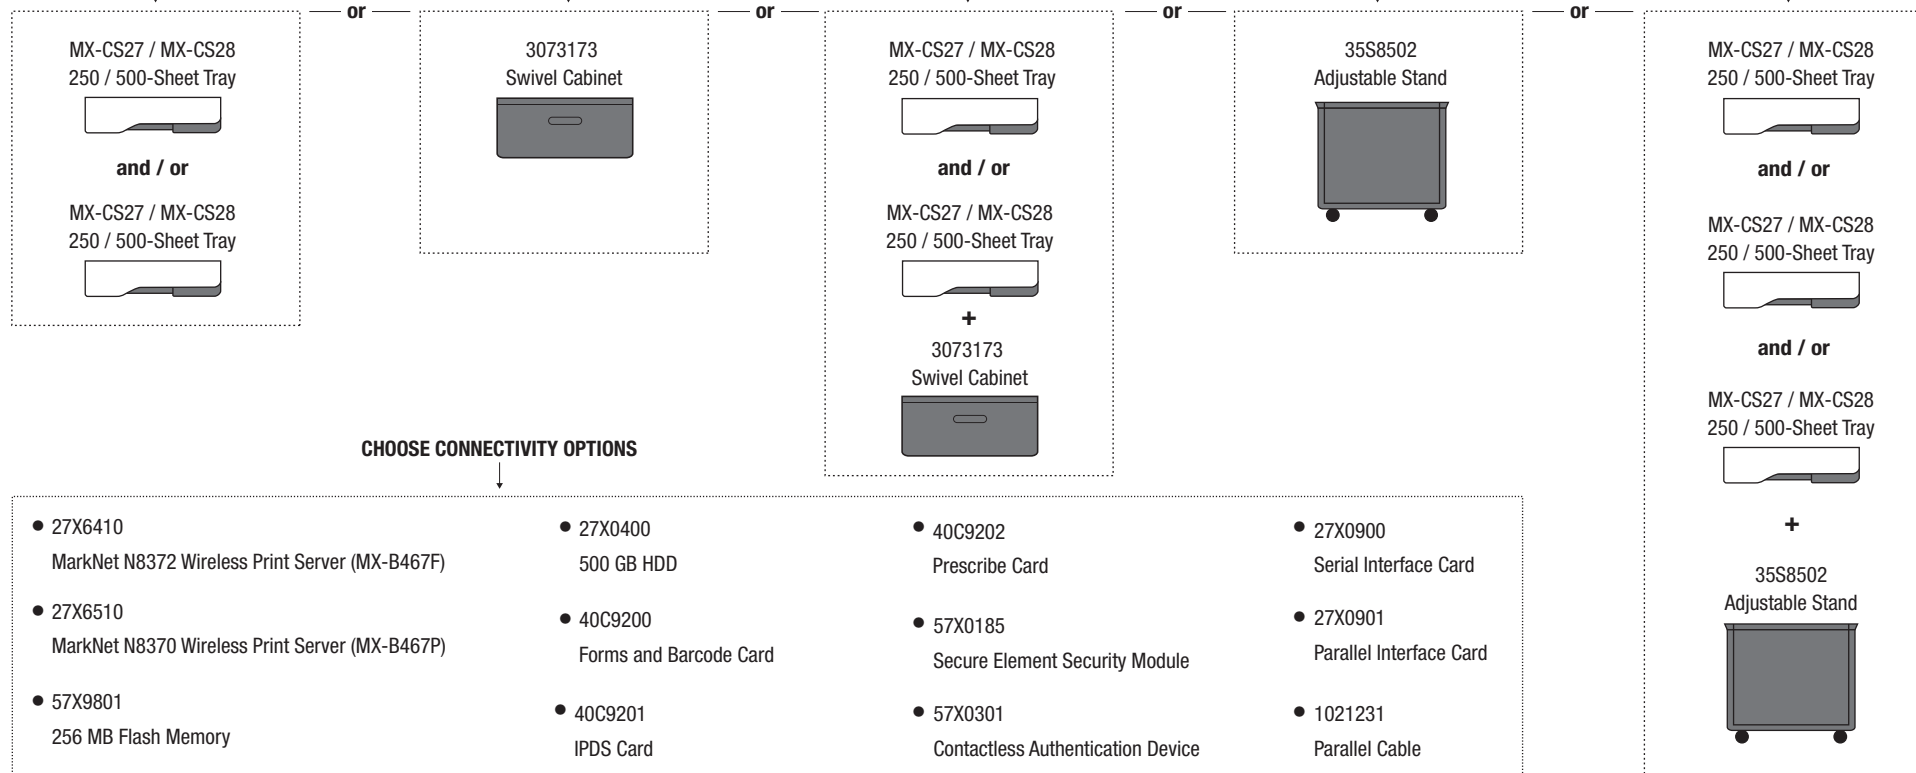 or
or
or
or
MX-CS27 / MX-CS28
250 / 500-Sheet Tray
and / or
MX-CS27 / MX-CS28
250 / 500-Sheet Tray
3073173
Swivel Cabinet
MX-CS27 / MX-CS28
250 / 500-Sheet Tray
and / or
MX-CS27 / MX-CS28
250 / 500-Sheet Tray
+
3073173
Swivel Cabinet
35S8502
Adjustable Stand
MX-CS27 / MX-CS28
250 / 500-Sheet Tray
and / or
MX-CS27 / MX-CS28
250 / 500-Sheet Tray
and / or
MX-CS27 / MX-CS28
250 / 500-Sheet Tray
+
35S8502
Adjustable Stand
CHOOSE CONNECTIVITY OPTIONS
● 27X6410
MarkNet N8372 Wireless Print Server (MX-B467F)
● 27X6510
MarkNet N8370 Wireless Print Server (MX-B467P)
● 57X9801
256 MB Flash Memory
● 27X0400
500 GB HDD
● 40C9200
Forms and Barcode Card
● 40C9201
IPDS Card
● 40C9202
Prescribe Card
● 57X0185
Secure Element Security Module
● 57X0301
Contactless Authentication Device
● 27X0900
Serial Interface Card
● 27X0901
Parallel Interface Card
● 1021231
Parallel Cable